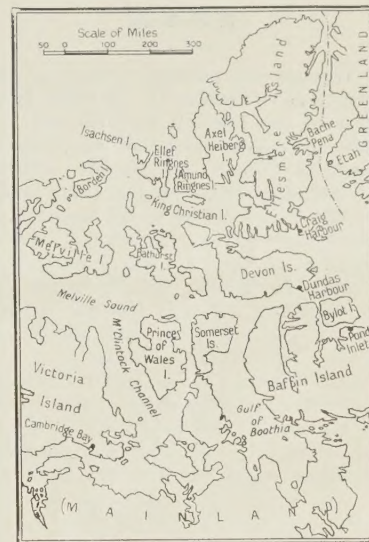 Scale of Miles
50 0 100 200 300
GREENLAND
Ellesmere Island
Axel
Heiberg
I.
Isachsen I.
Ellef
Ringnes
I.
Amund
Ringnes I.
Bache
Pena
Etah
Borden I.
King Christian I.
Craig
Harbour
Melville I.
Bathurst
I.
Devon Is.
Dundas
Harbour
Melville Sound
Bylot I.
Pond
Inlet
Princes
of
Wales
I.
Somerset
Is.
M'Clintock Channel
Baffin Island
Victoria
Island
Gulf
of
Boothia
Cambridge Bay
(MAINLAND)